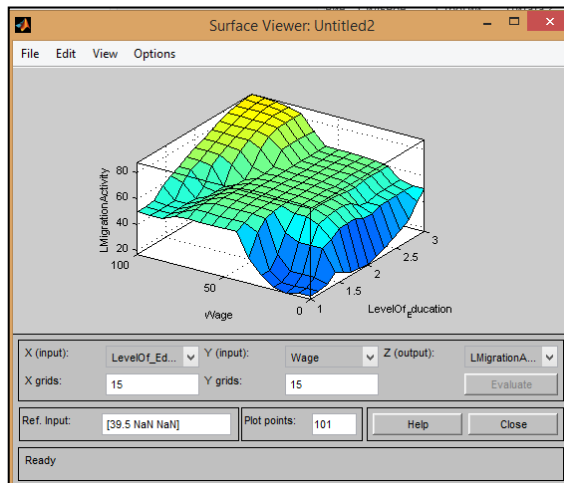 Surface Viewer: Untitled2
File Edit View Options
LMigrationActivity
80
60
40
20
100
50
0
Wage
1
1.5
2
2.5
3
LevelOf_Education
X (input): LevelOf_Ed... Y (input): Wage Z (output): LMigrationA...
X grids: 15 Y grids: 15 Evaluate
Ref. Input: [39.5 NaN NaN] Plot points: 101 Help Close
Ready